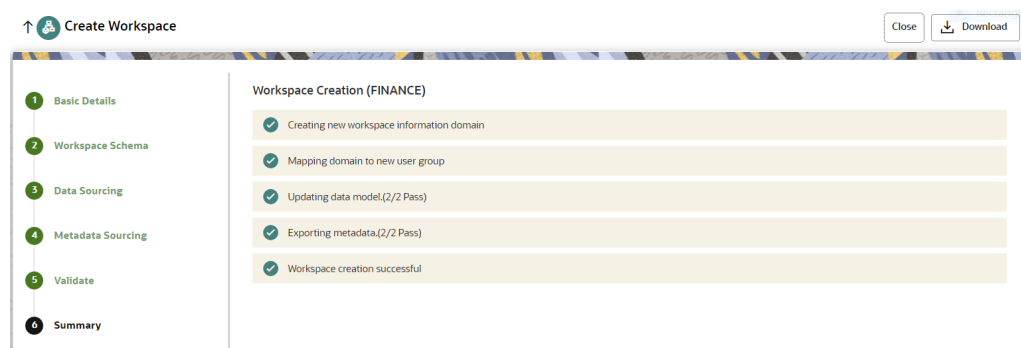 Create Workspace
Close
Download
1 Basic Details
2 Workspace Schema
3 Data Sourcing
4 Metadata Sourcing
5 Validate
6 Summary
Workspace Creation (FINANCE)
Creating new workspace information domain
Mapping domain to new user group
Updating data model.(2/2 Pass)
Exporting metadata.(2/2 Pass)
Workspace creation successful